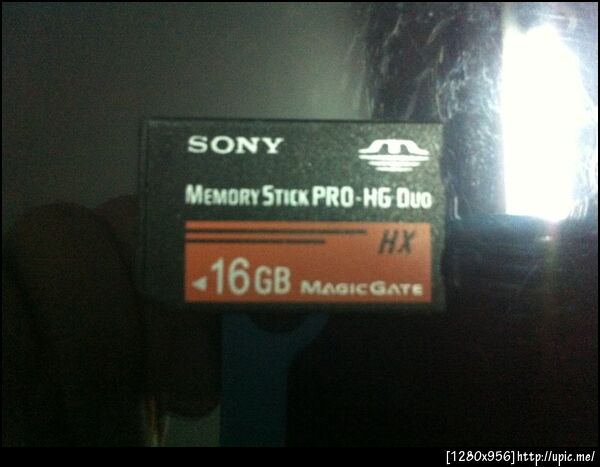 SONY
MEMORY STICK PRO-HG DUO
HX
16GB MAGICGATE
[1280x956]http://upic.me/